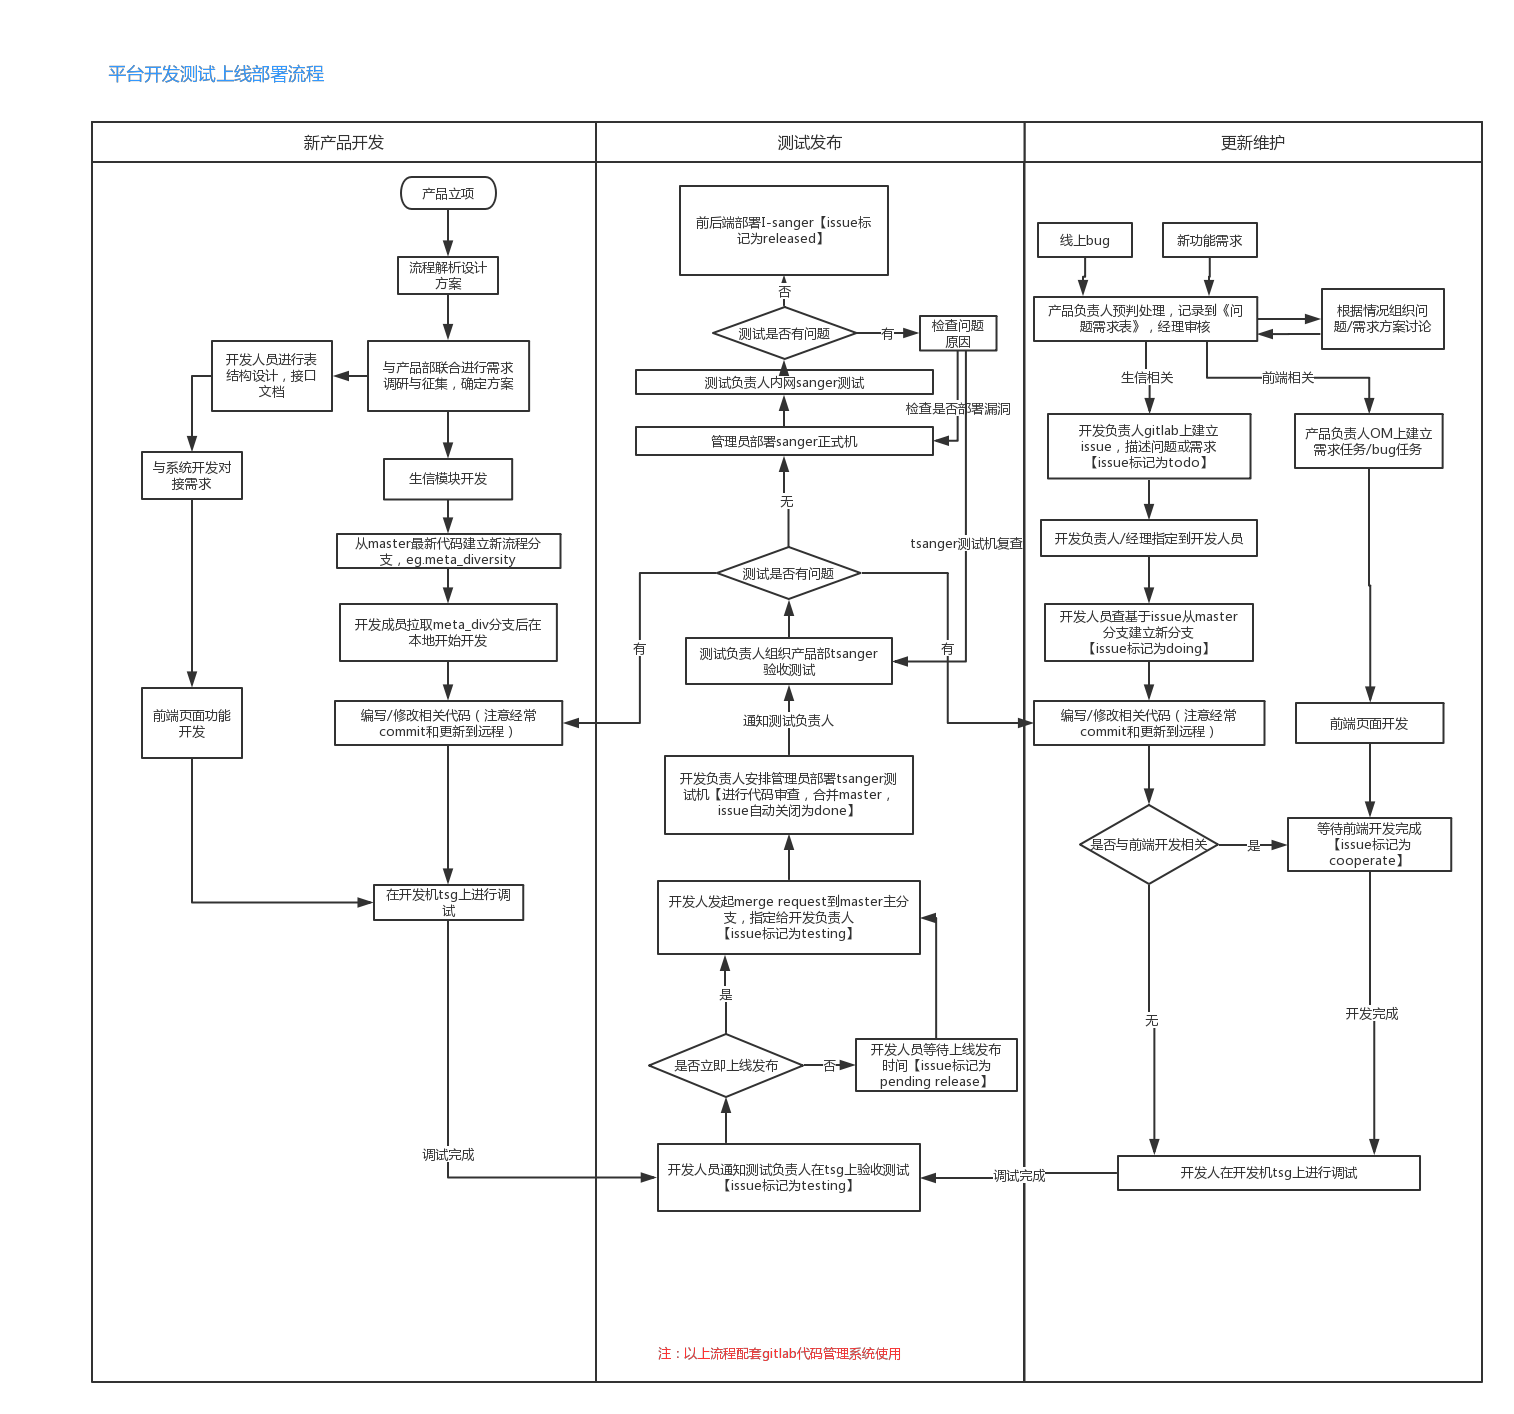 平台开发测试上线部署流程
新产品开发
测试发布
更新维护
产品立项
流程解析设计
方案
与产品部联合进行需求
调研与征集，确定方案
开发人员进行表
结构设计，接口
文档
与系统开发对
接需求
生信模块开发
从master最新代码建立新流程分
支，eg.meta_diversity
开发成员拉取meta_div分支后在
本地开始开发
前端页面功能
开发
编写/修改相关代码（注意经常
commit和更新到远程）
在开发机tsg上进行调
试
调试完成
前后端部署I-sanger【issue标
记为released】
否
测试是否有问题
有
检查问题
原因
测试负责人内网sanger测试
检查是否部署漏洞
管理员部署sanger正式机
无
tsanger测试机复查
测试是否有问题
有
有
测试负责人组织产品部tsanger
验收测试
通知测试负责人
开发负责人安排管理员部署tsanger测
试机【进行代码审查，合并master，
issue自动关闭为done】
开发人发起merge request到master主分
支，指定给开发负责人
【issue标记为testing】
是
是否立即上线发布
否
开发人员等待上线发布
时间【issue标记为
pending release】
开发人员通知测试负责人在tsg上验收测试
【issue标记为testing】
注：以上流程配套gitlab代码管理系统使用
线上bug
新功能需求
产品负责人预判处理，记录到《问
题需求表》，经理审核
根据情况组织问
题/需求方案讨论
生信相关
前端相关
开发负责人gitlab上建立
issue，描述问题或需求
【issue标记为todo】
产品负责人OM上建立
需求任务/bug任务
开发负责人/经理指定到开发人员
开发人员查基于issue从master
分支建立新分支
【issue标记为doing】
编写/修改相关代码（注意经常
commit和更新到远程）
前端页面开发
是否与前端开发相关
是
等待前端开发完成
【issue标记为
cooperate】
无
开发完成
开发人在开发机tsg上进行调试
调试完成